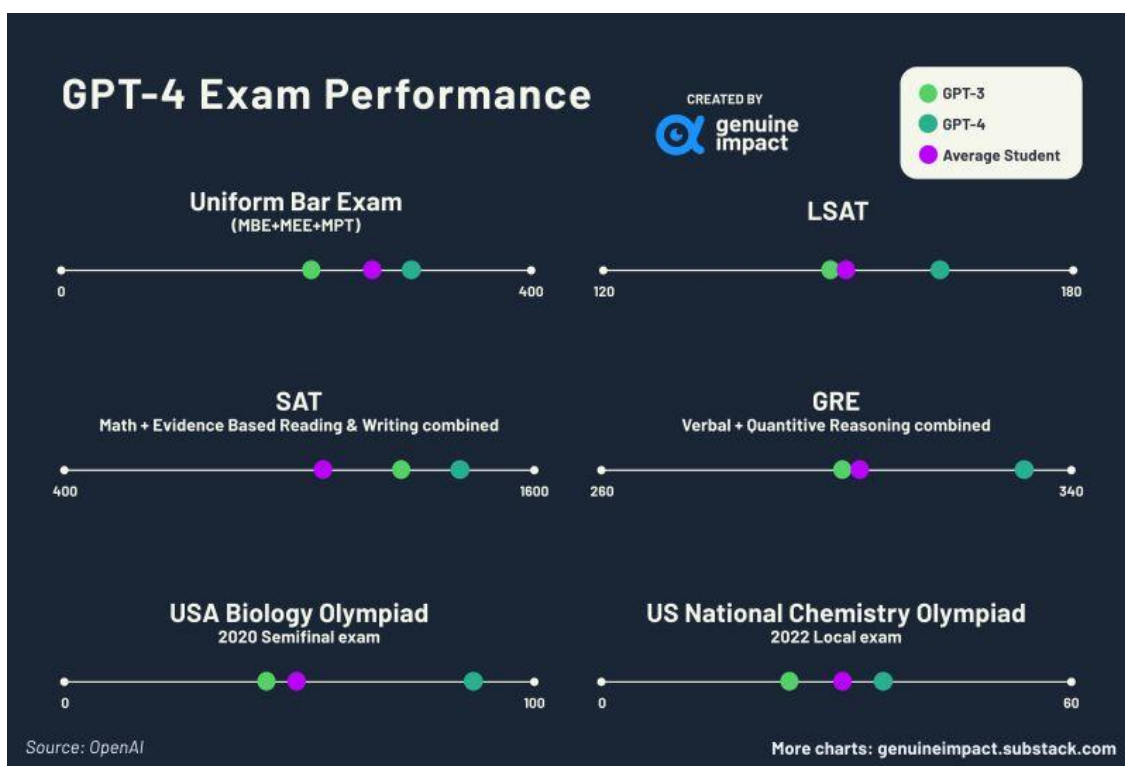 GPT-4 Exam Performance
CREATED BY
genuine
impact
GPT-3
GPT-4
Average Student
Uniform Bar Exam
(MBE+MEE+MPT)
0
400
LSAT
120
180
SAT
Math + Evidence Based Reading & Writing combined
400
1600
GRE
Verbal + Quantitive Reasoning combined
260
340
USA Biology Olympiad
2020 Semifinal exam
0
100
US National Chemistry Olympiad
2022 Local exam
0
60
Source: OpenAI
More charts: genuineimpact.substack.com